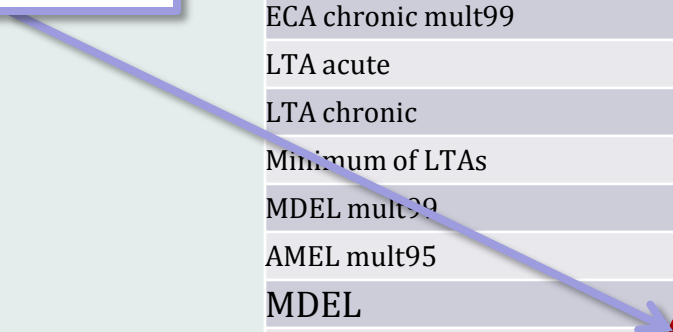 ECA chronic mult99
LTA acute
LTA chronic
Minimum of LTAs
MDEL mult99
AMEL mult95
MDEL